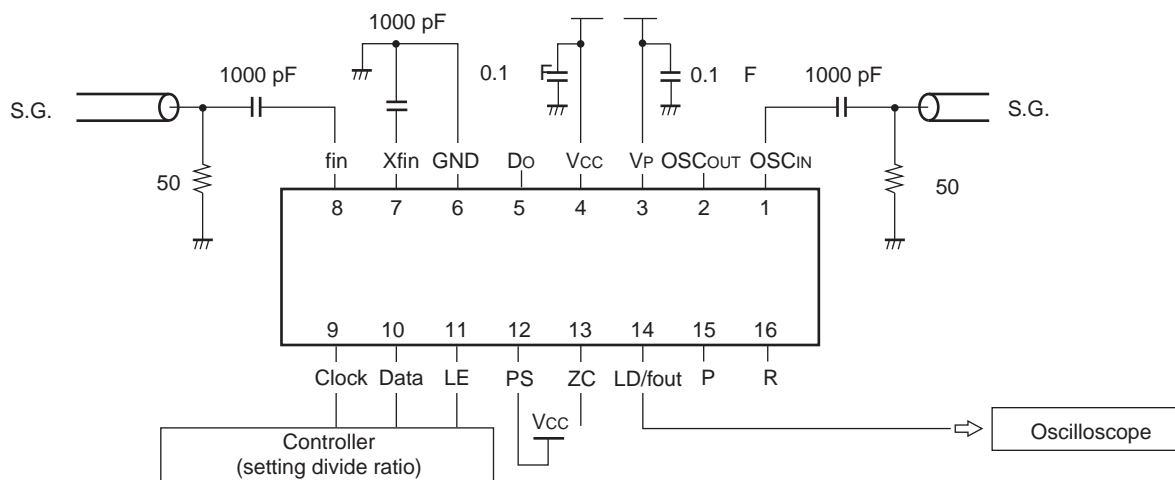 1000 pF
0.1 F
0.1 F
1000 pF
1000 pF
S.G.
S.G.
50
50
fin Xfin GND DO VCC VP OSCOUT OSCIN
8 7 6 5 4 3 2 1
9 10 11 12 13 14 15 16
Clock Data LE PS ZC LD/fout P R
VCC
Controller
(setting divide ratio)
Oscilloscope